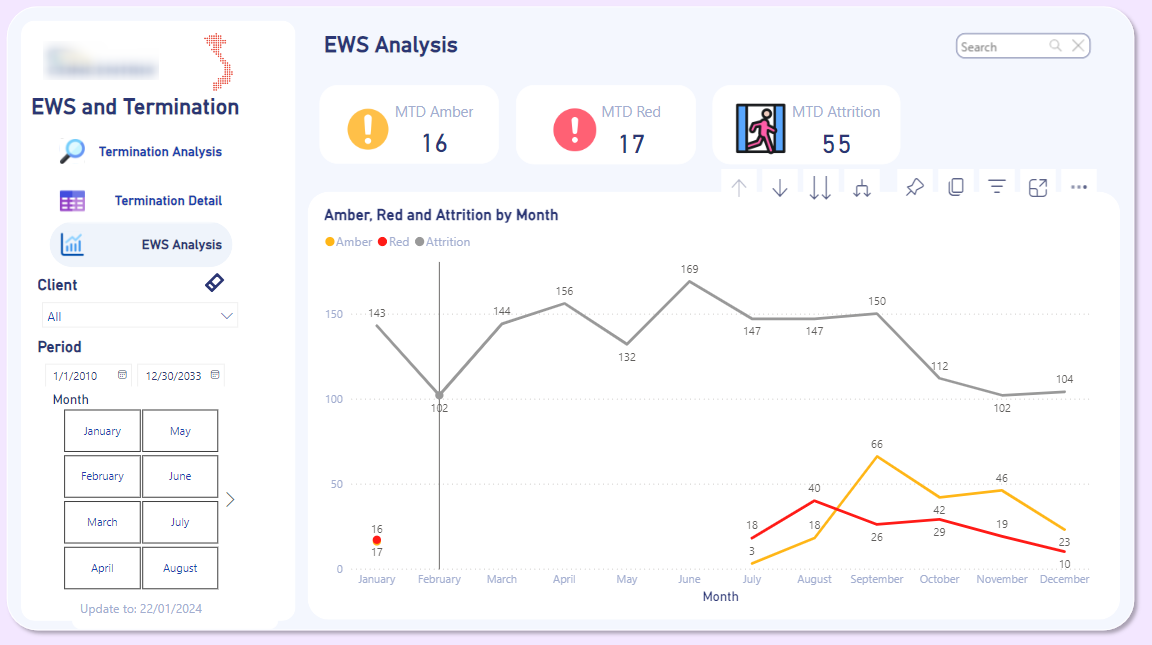 EWS and Termination
Termination Analysis
Termination Detail
EWS Analysis
Client
All
Period
1/1/2010 12/30/2033
Month
January May
February June
March July
April August
Update to: 22/01/2024
EWS Analysis
Search
MTD Amber
16
MTD Red
17
MTD Attrition
55
Amber, Red and Attrition by Month
Amber Red Attrition
169
156
150
143
144
150
147 147
132
112
104
100
102
102
66
50
40
46
42
18
18
29
26
19
23
16
17
3
10
0
January February March April May June July August September October November December
Month